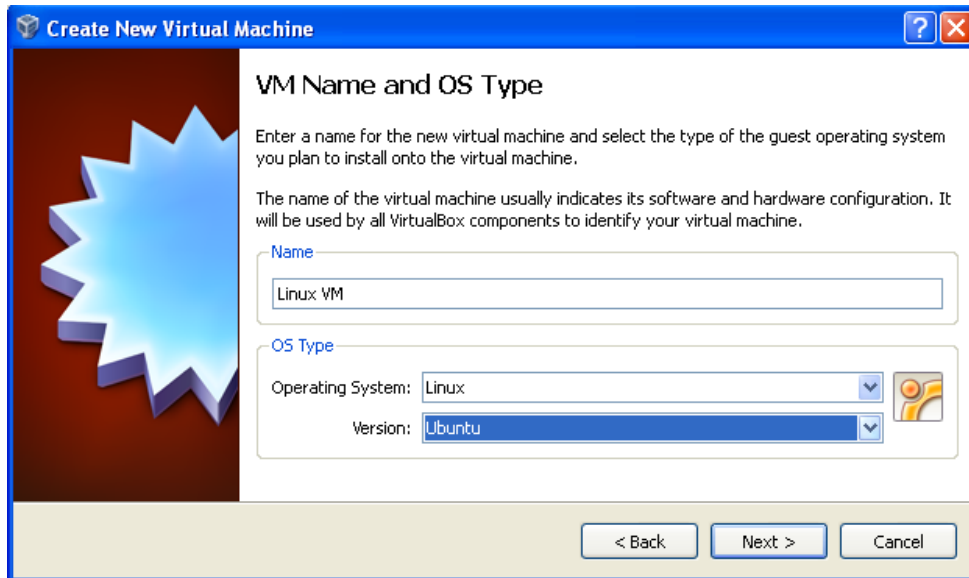 Create New Virtual Machine
VM Name and OS Type
Enter a name for the new virtual machine and select the type of the guest operating system
you plan to install onto the virtual machine.
The name of the virtual machine usually indicates its software and hardware configuration. It
will be used by all VirtualBox components to identify your virtual machine.
Name
Linux VM
OS Type
Operating System: Linux
Version: Ubuntu
< Back Next > Cancel